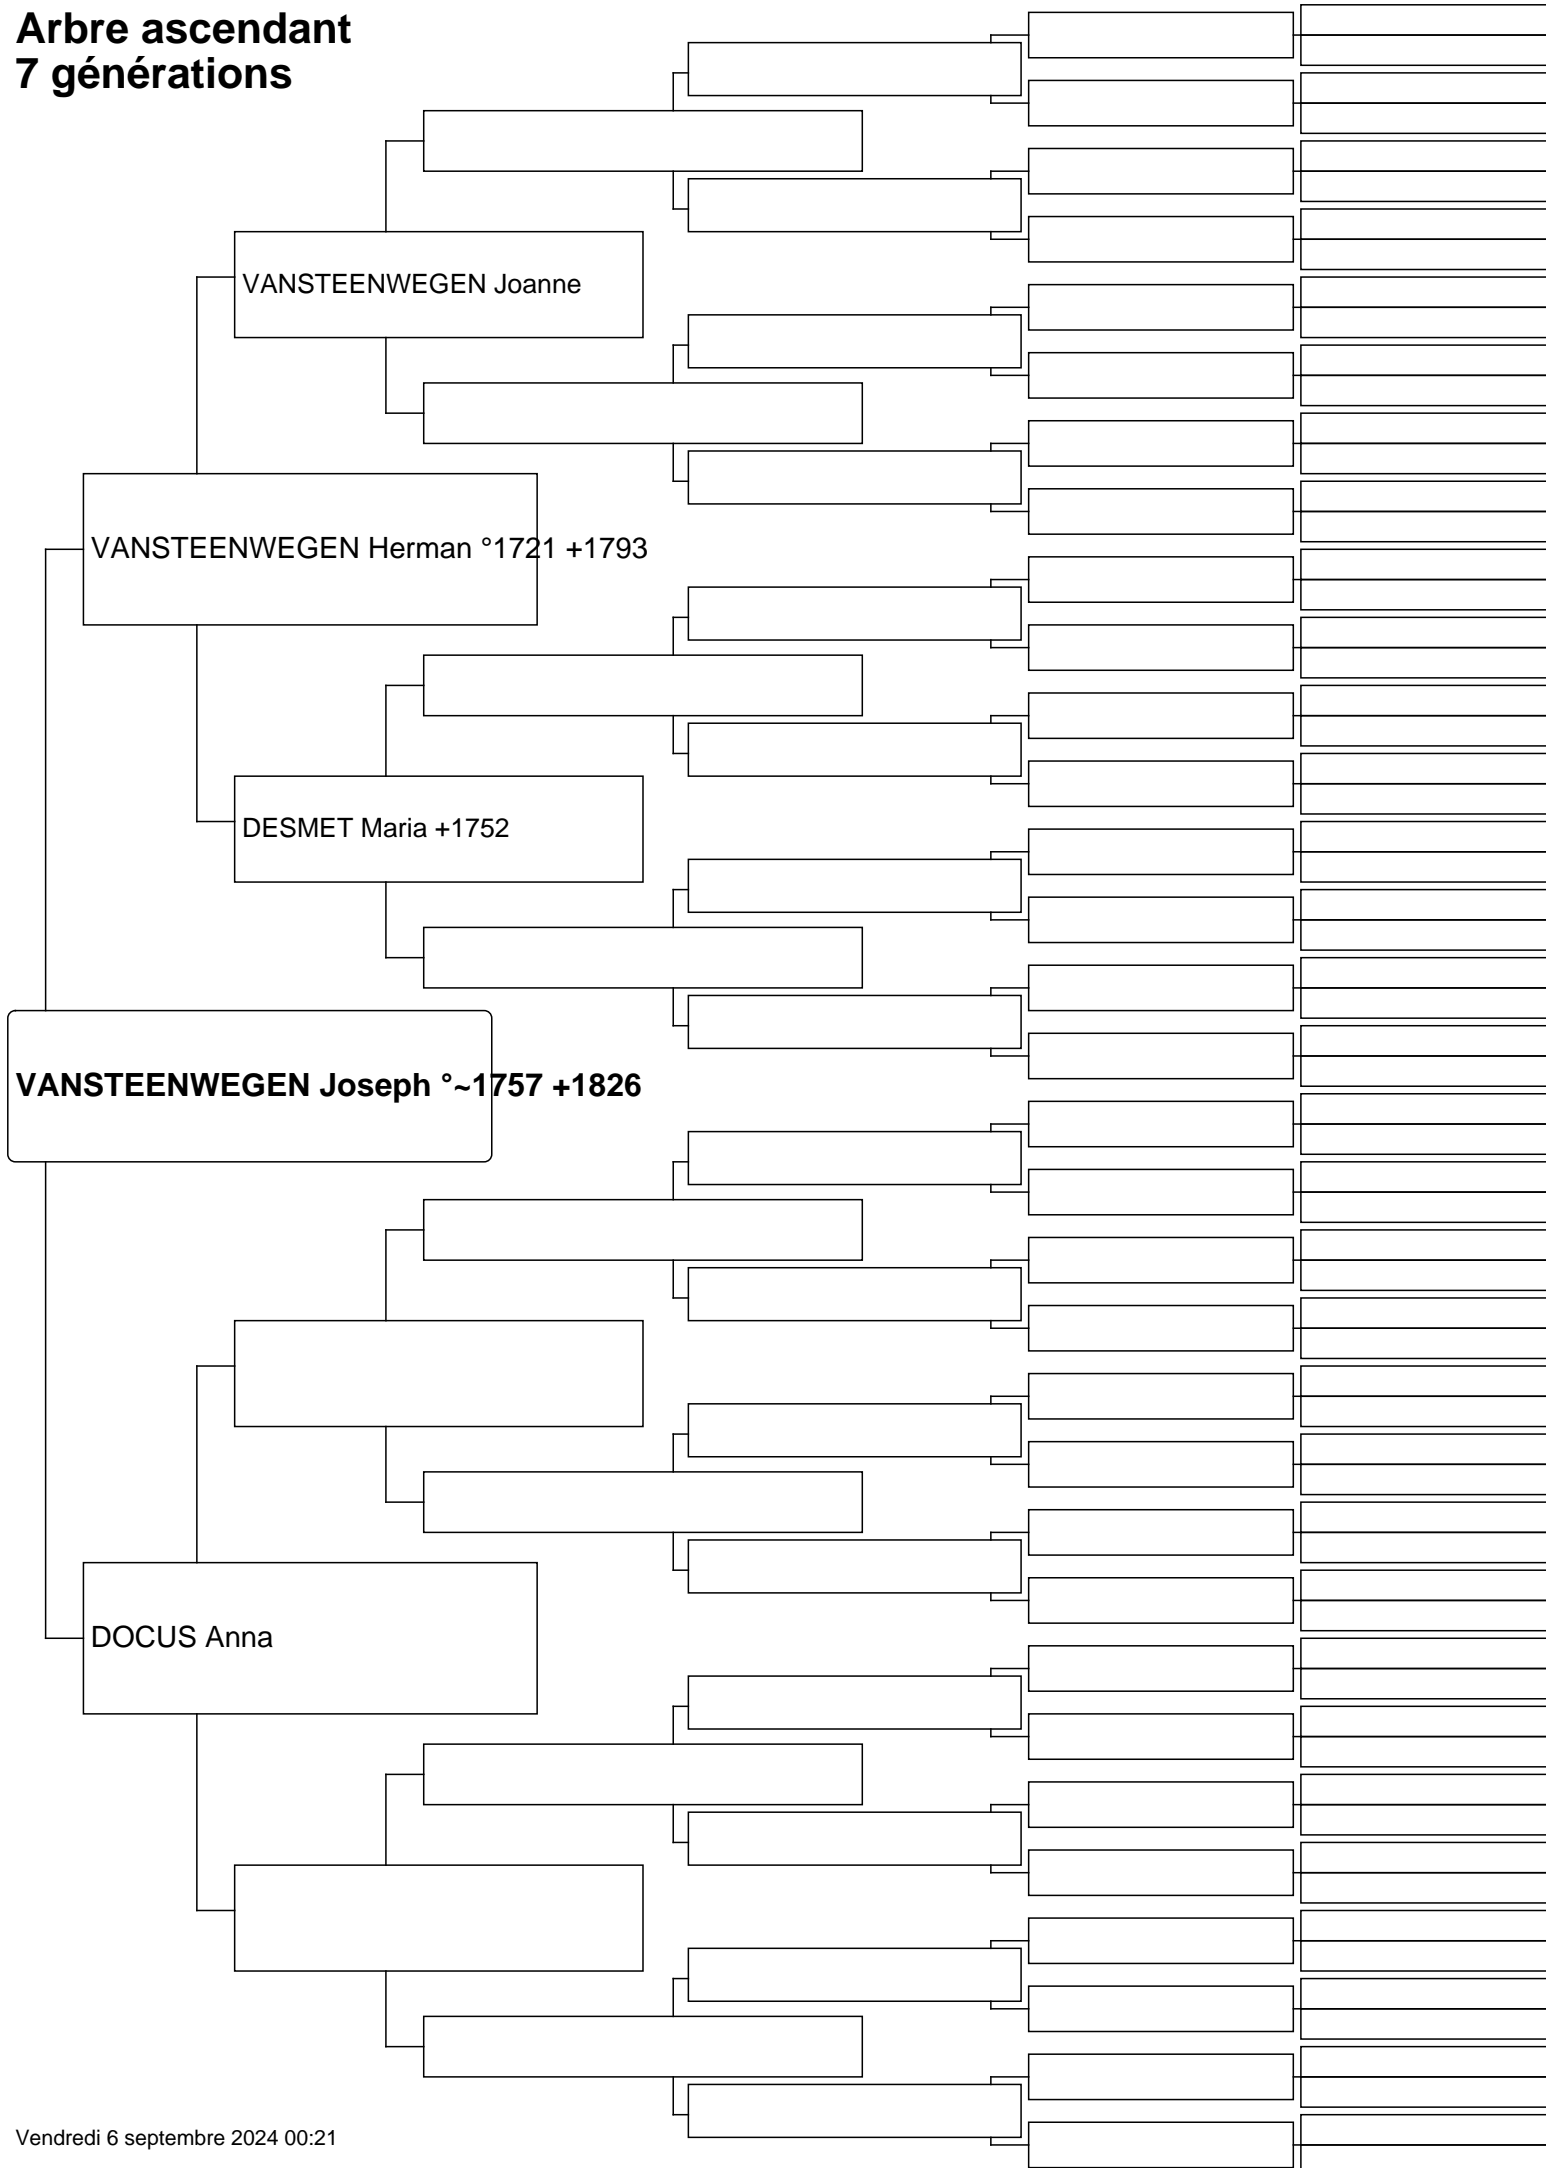 Arbre ascendant
7 générations
VANSTEENWEGEN Joanne
VANSTEENWEGEN Herman °1721 +1793
DESMET Maria +1752
VANSTEENWEGEN Joseph °~1757 +1826
DOCUS Anna
Vendredi 6 septembre 2024 00:21